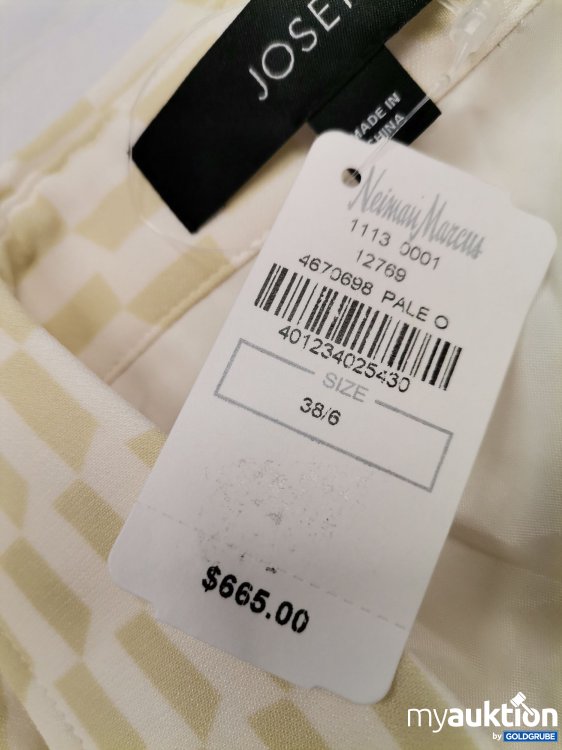 JOSE
MADE IN
CHINA
Neiman Marcus
1113 0001
12769
4670698 PALE O
401234025430
SIZE
38/6
$665.00
myauktion
by GOLDGRUBE